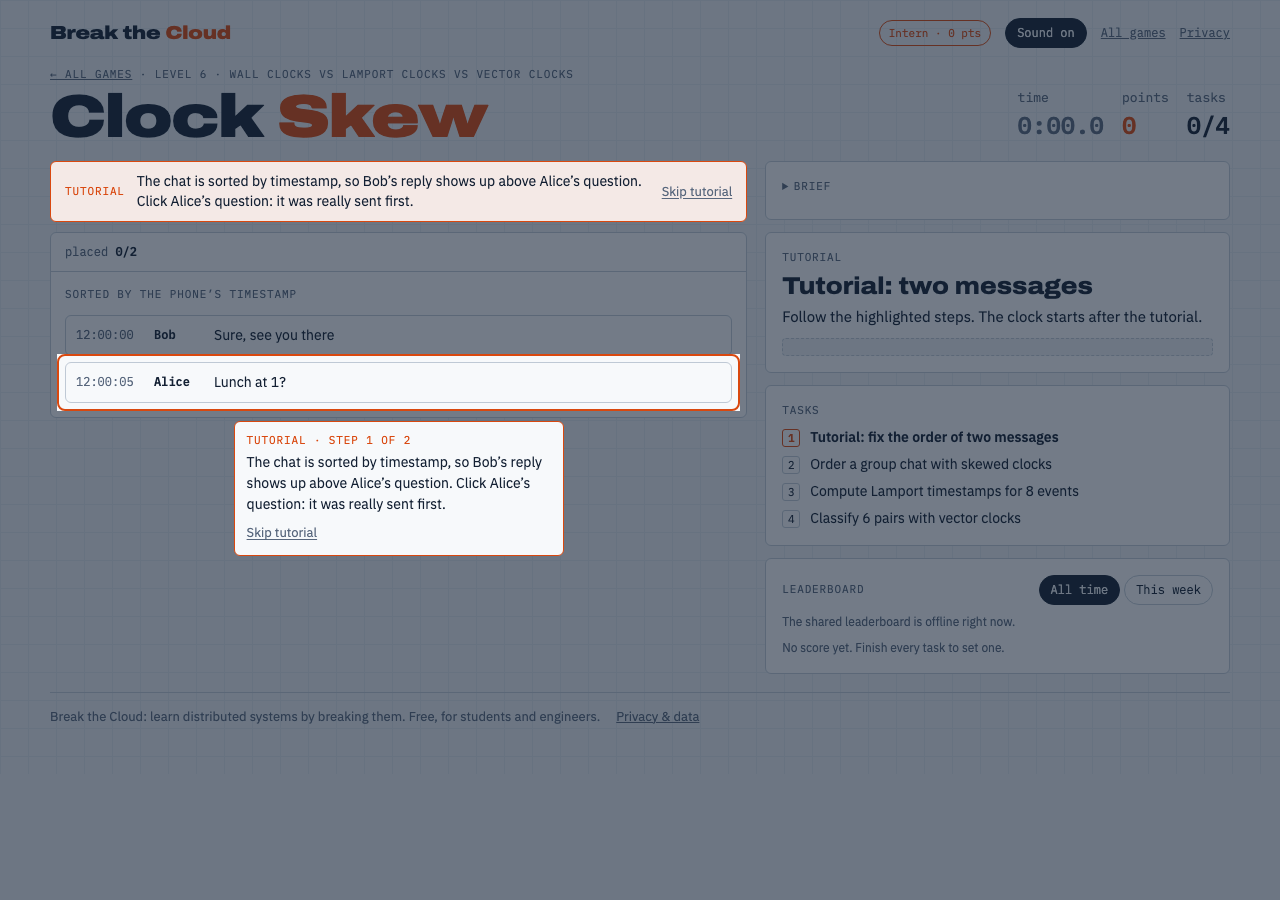 Break the Cloud
Intern · 0 pts
Sound on
All games
Privacy
← ALL GAMES · LEVEL 6 · WALL CLOCKS VS LAMPORT CLOCKS VS VECTOR CLOCKS
Clock Skew
time
0:00.0
points
0
tasks
0/4
TUTORIAL
The chat is sorted by timestamp, so Bob’s reply shows up above Alice’s question.
Click Alice’s question: it was really sent first.
Skip tutorial
placed 0/2
SORTED BY THE PHONE’S TIMESTAMP
12:00:00 Bob Sure, see you there
12:00:05 Alice Lunch at 1?
TUTORIAL · STEP 1 OF 2
The chat is sorted by timestamp, so Bob’s reply
shows up above Alice’s question. Click Alice’s
question: it was really sent first.
Skip tutorial
BRIEF
TUTORIAL
Tutorial: two messages
Follow the highlighted steps. The clock starts after the tutorial.
TASKS
1 Tutorial: fix the order of two messages
2 Order a group chat with skewed clocks
3 Compute Lamport timestamps for 8 events
4 Classify 6 pairs with vector clocks
LEADERBOARD
All time
This week
The shared leaderboard is offline right now.
No score yet. Finish every task to set one.
Break the Cloud: learn distributed systems by breaking them. Free, for students and engineers.
Privacy & data